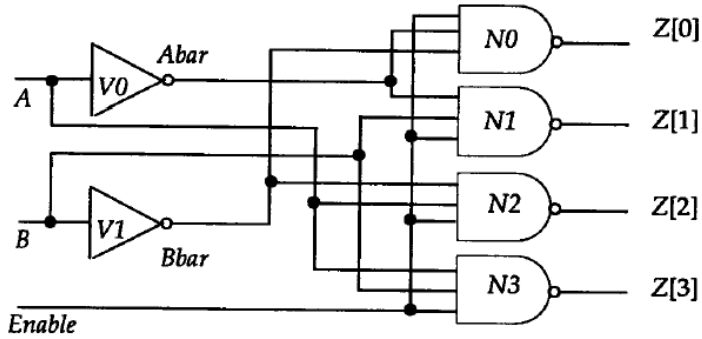 Abar
V0
A
N0
Z[0]
N1
Z[1]
N2
Z[2]
V1
B
Bbar
N3
Z[3]
Enable